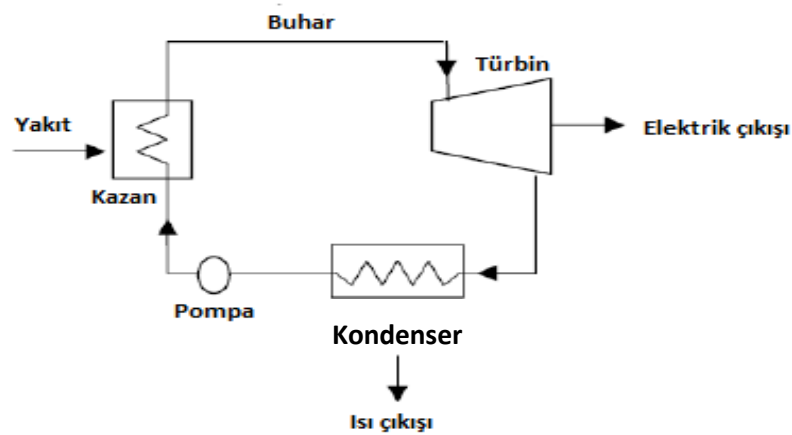 Buhar
Türbin
Yakıt
Elektrik çıkışı
Kazan
Pompa
Kondenser
Isı çıkışı